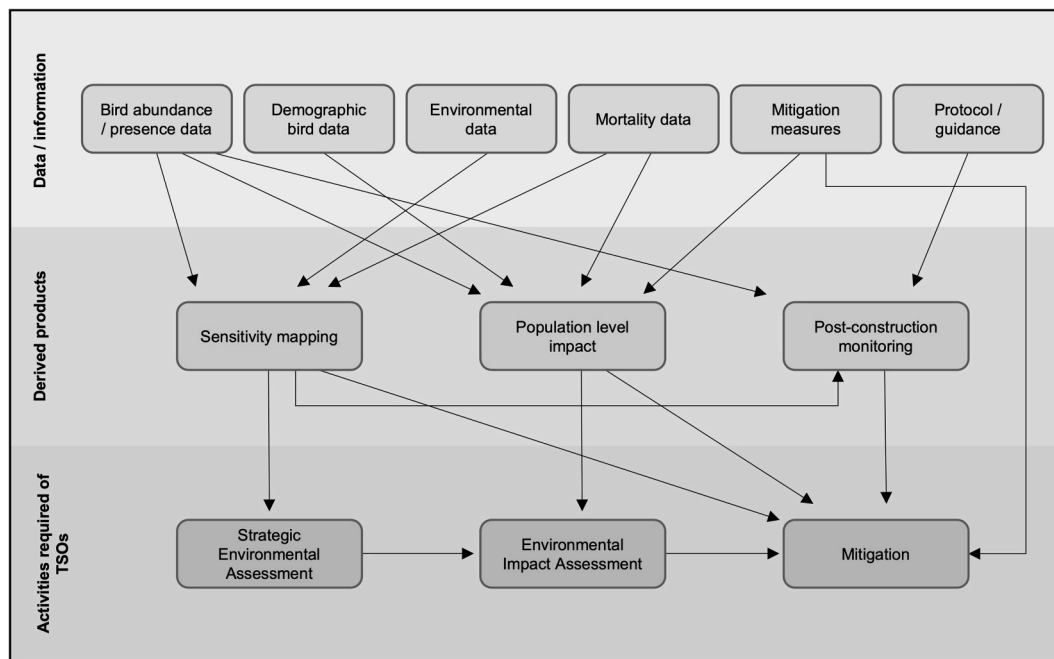 Data / information
Bird abundance
/ presence data
Demographic
bird data
Environmental
data
Mortality data
Mitigation
measures
Protocol /
guidance
Derived products
Sensitivity mapping
Population level
impact
Post-construction
monitoring
Activities required of
TSOs
Strategic
Environmental
Assessment
Environmental
Impact Assessment
Mitigation